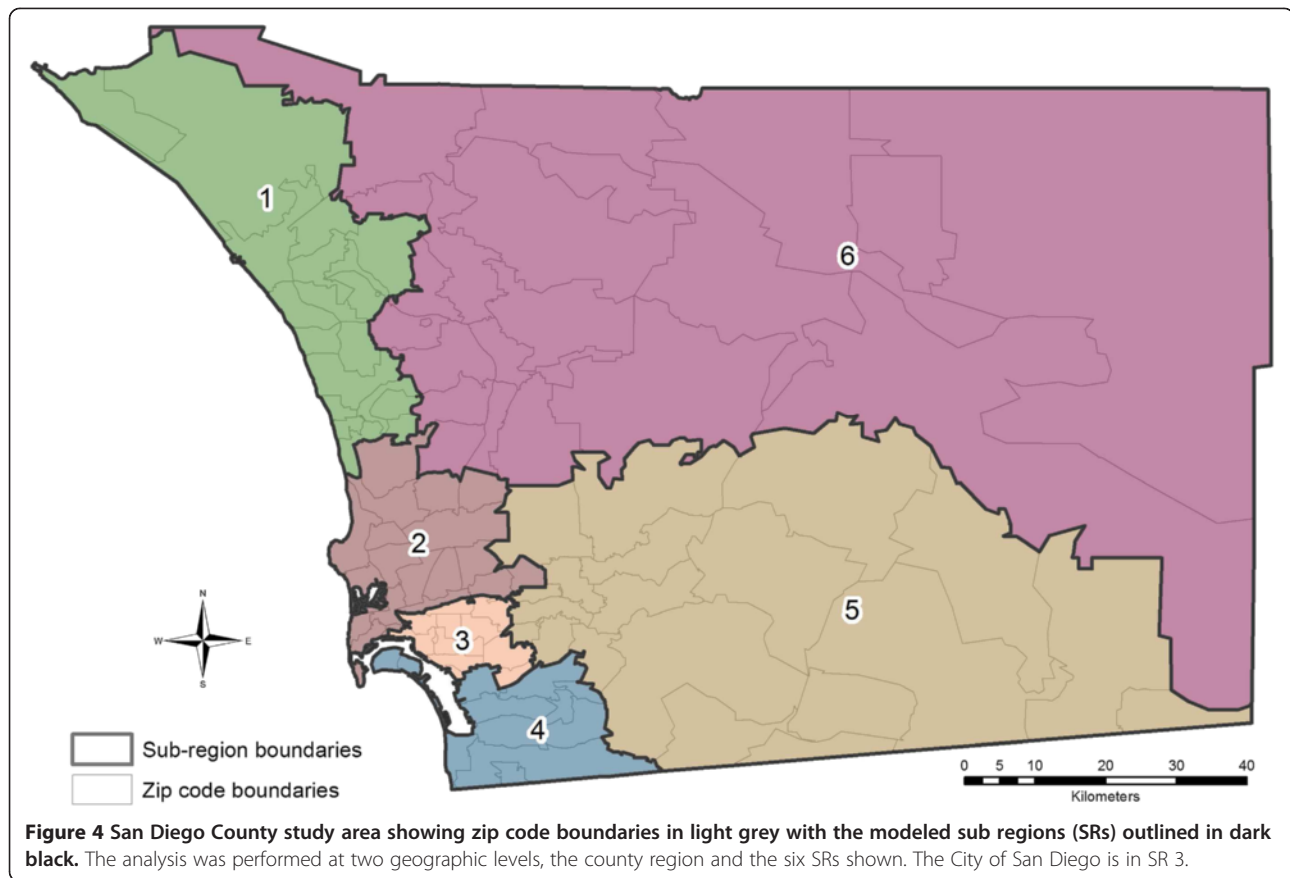 1
6
2
5
3
4
N
W E
S
Sub-region boundaries
Zip code boundaries
0 5 10 20 30 40
Kilometers
Figure 4 San Diego County study area showing zip code boundaries in light grey with the modeled sub regions (SRs) outlined in dark
black. The analysis was performed at two geographic levels, the county region and the six SRs shown. The City of San Diego is in SR 3.